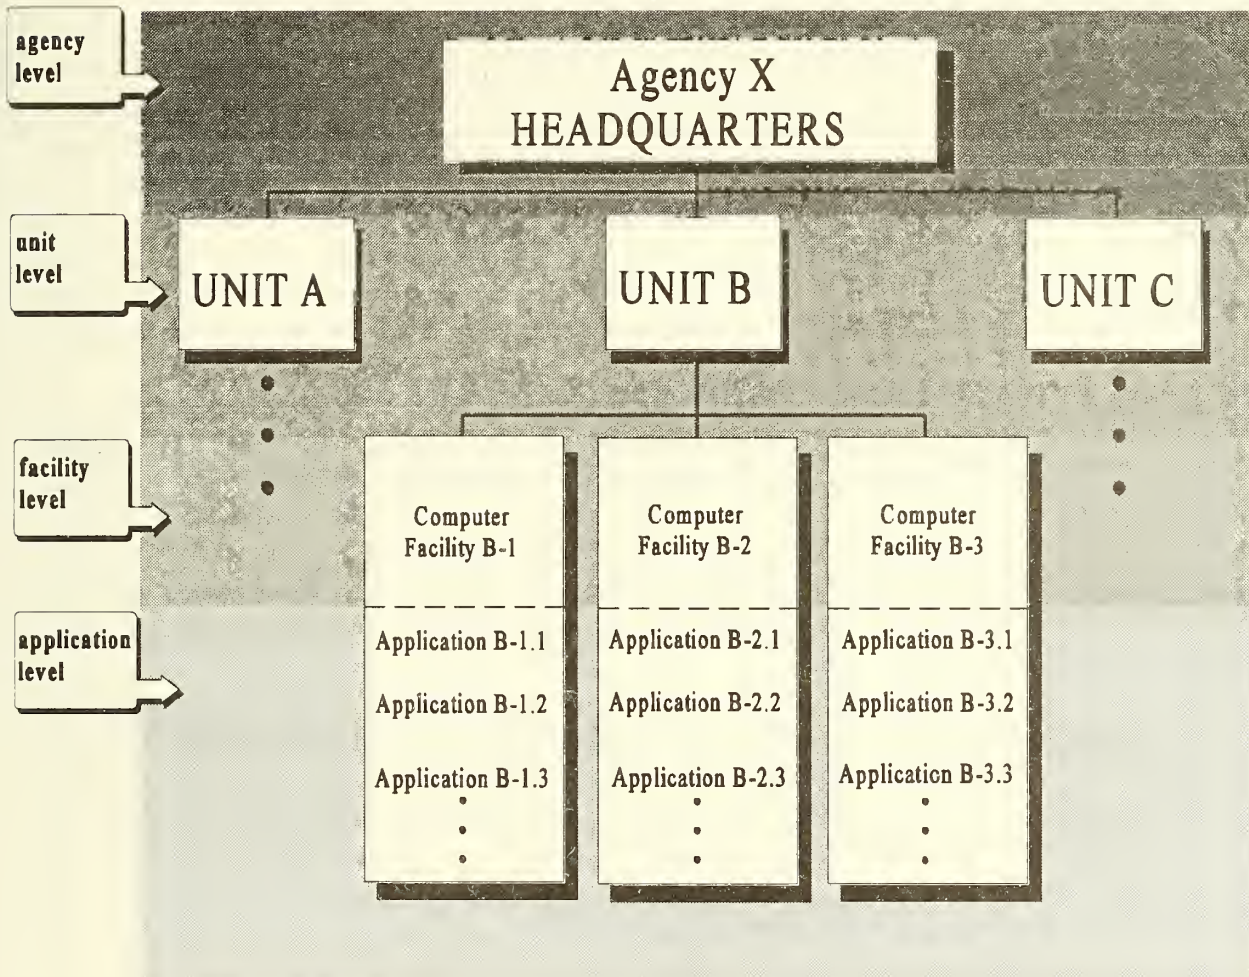 agency
level
Agency X
HEADQUARTERS
unit
level
UNIT A
UNIT B
UNIT C
facility
level
Computer
Facility B-1
Computer
Facility B-2
Computer
Facility B-3
application
level
Application B-1.1
Application B-1.2
Application B-1.3
Application B-2.1
Application B-2.2
Application B-2.3
Application B-3.1
Application B-3.2
Application B-3.3